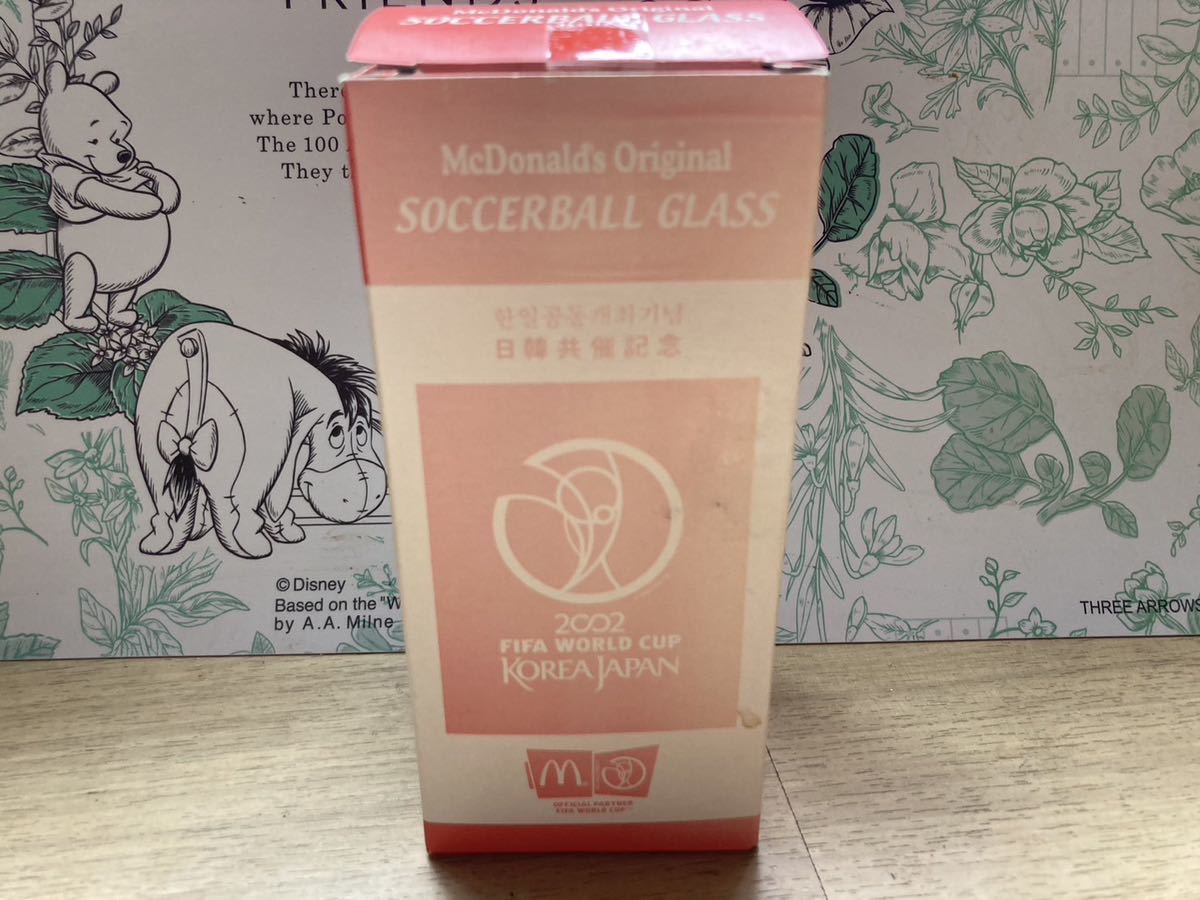 FRIENDS
McDonald's Original
SOCCERBALL GLASS
There
where Po
The 100
They t
McDonald's Original
SOCCERBALL GLASS
한일공동개최기념
日韓共催記念
2002
FIFA WORLD CUP
KOREA JAPAN
OFFICIAL PARTNER
FIFA WORLD CUP
© Disney
Based on the "W
by A.A. Milne
THREE ARROWS